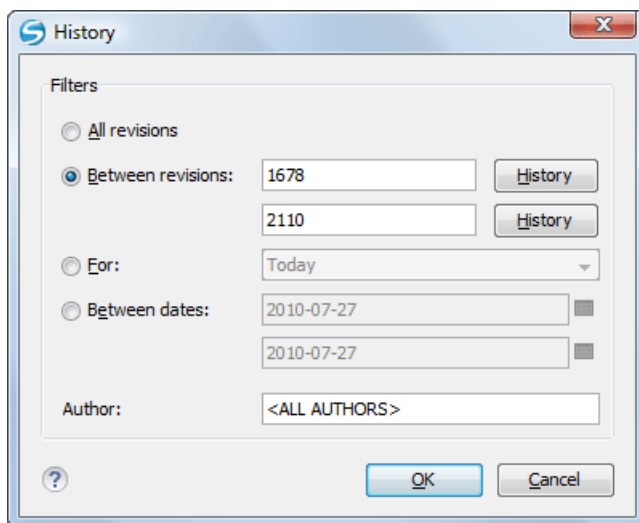 History
Filters
All revisions
Between revisions: 1678 History
2110 History
For: Today
Between dates: 2010-07-27
2010-07-27
Author: <ALL AUTHORS>
? OK Cancel